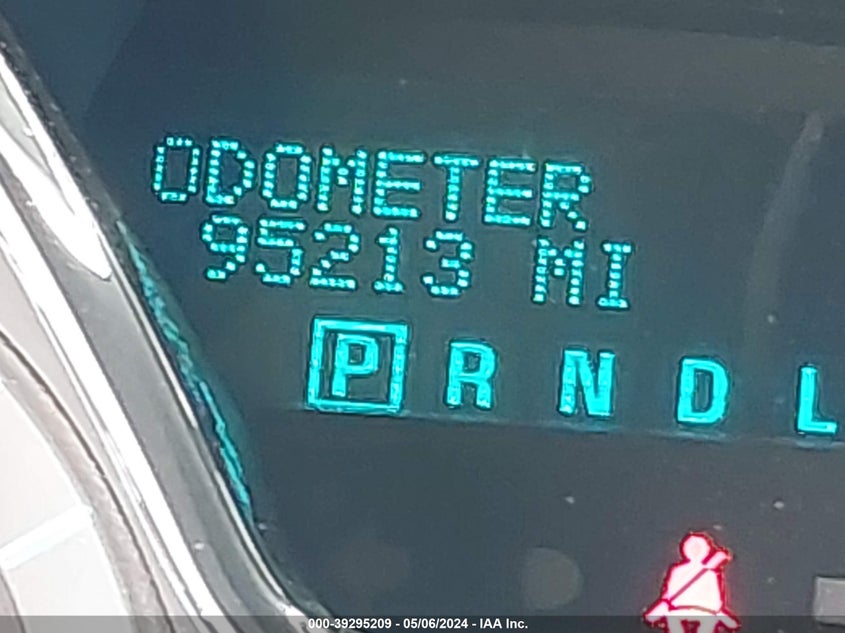 ODOMETER
95213 MI
P R N D L
000-39295209 - 05/06/2024 - IAA Inc.